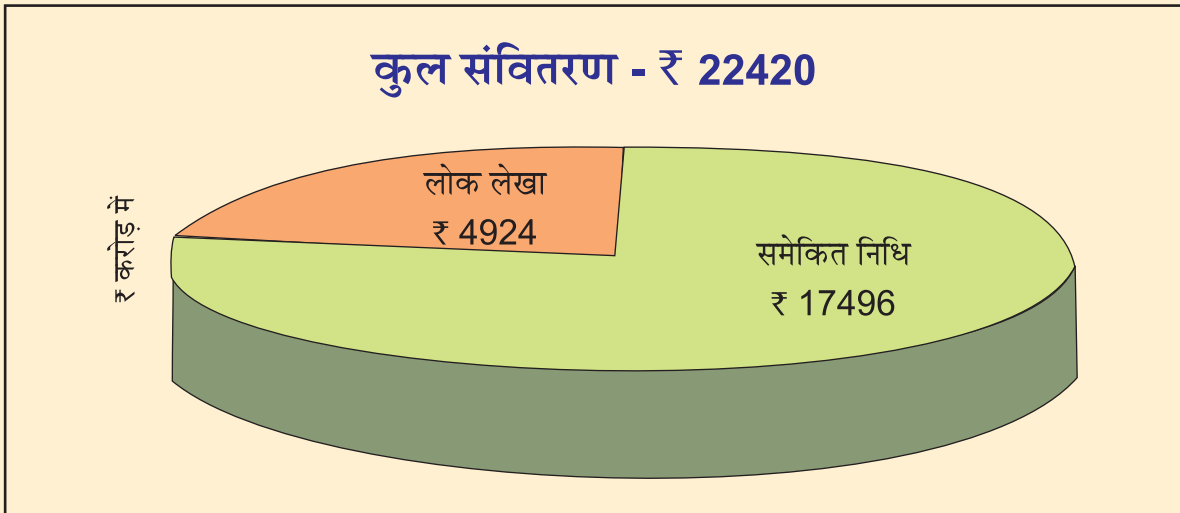 कुल संवितरण - ₹ 22420
₹ करोड़ में
लोक लेखा
₹ 4924
समेकित निधि
₹ 17496